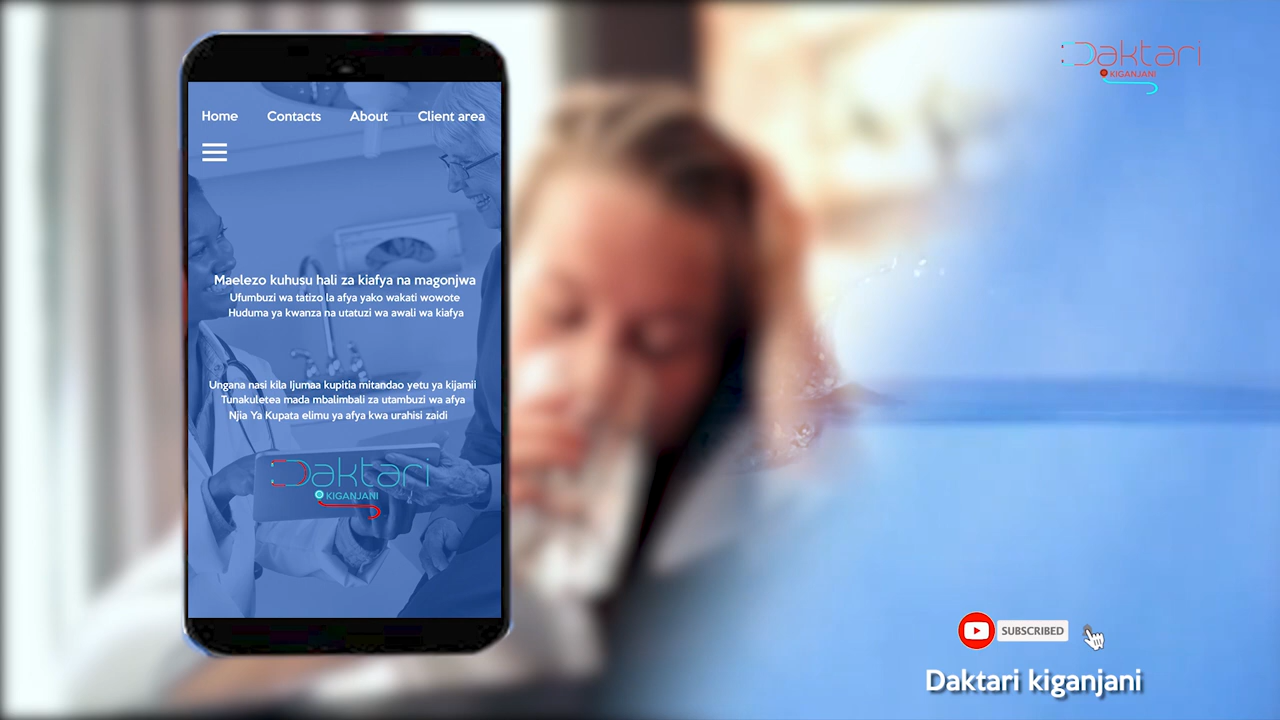 Daktari
KIGANJANI
Home Contacts About Client area
Maelezo kuhusu hali za kiafya na magonjwa
Ufumbuzi wa tatizo la afya yako wakati wowote
Huduma ya kwanza na utatuzi wa awali wa kiafya
Ungana nasi kila Ijumaa kupitia mitandao yetu ya kijamii
Tunakuletea mada mbalimbali za utambuzi wa afya
Njia Ya Kupata elimu ya afya kwa urahisi zaidi
Daktari
KIGANJANI
SUBSCRIBED
Daktari kiganjani